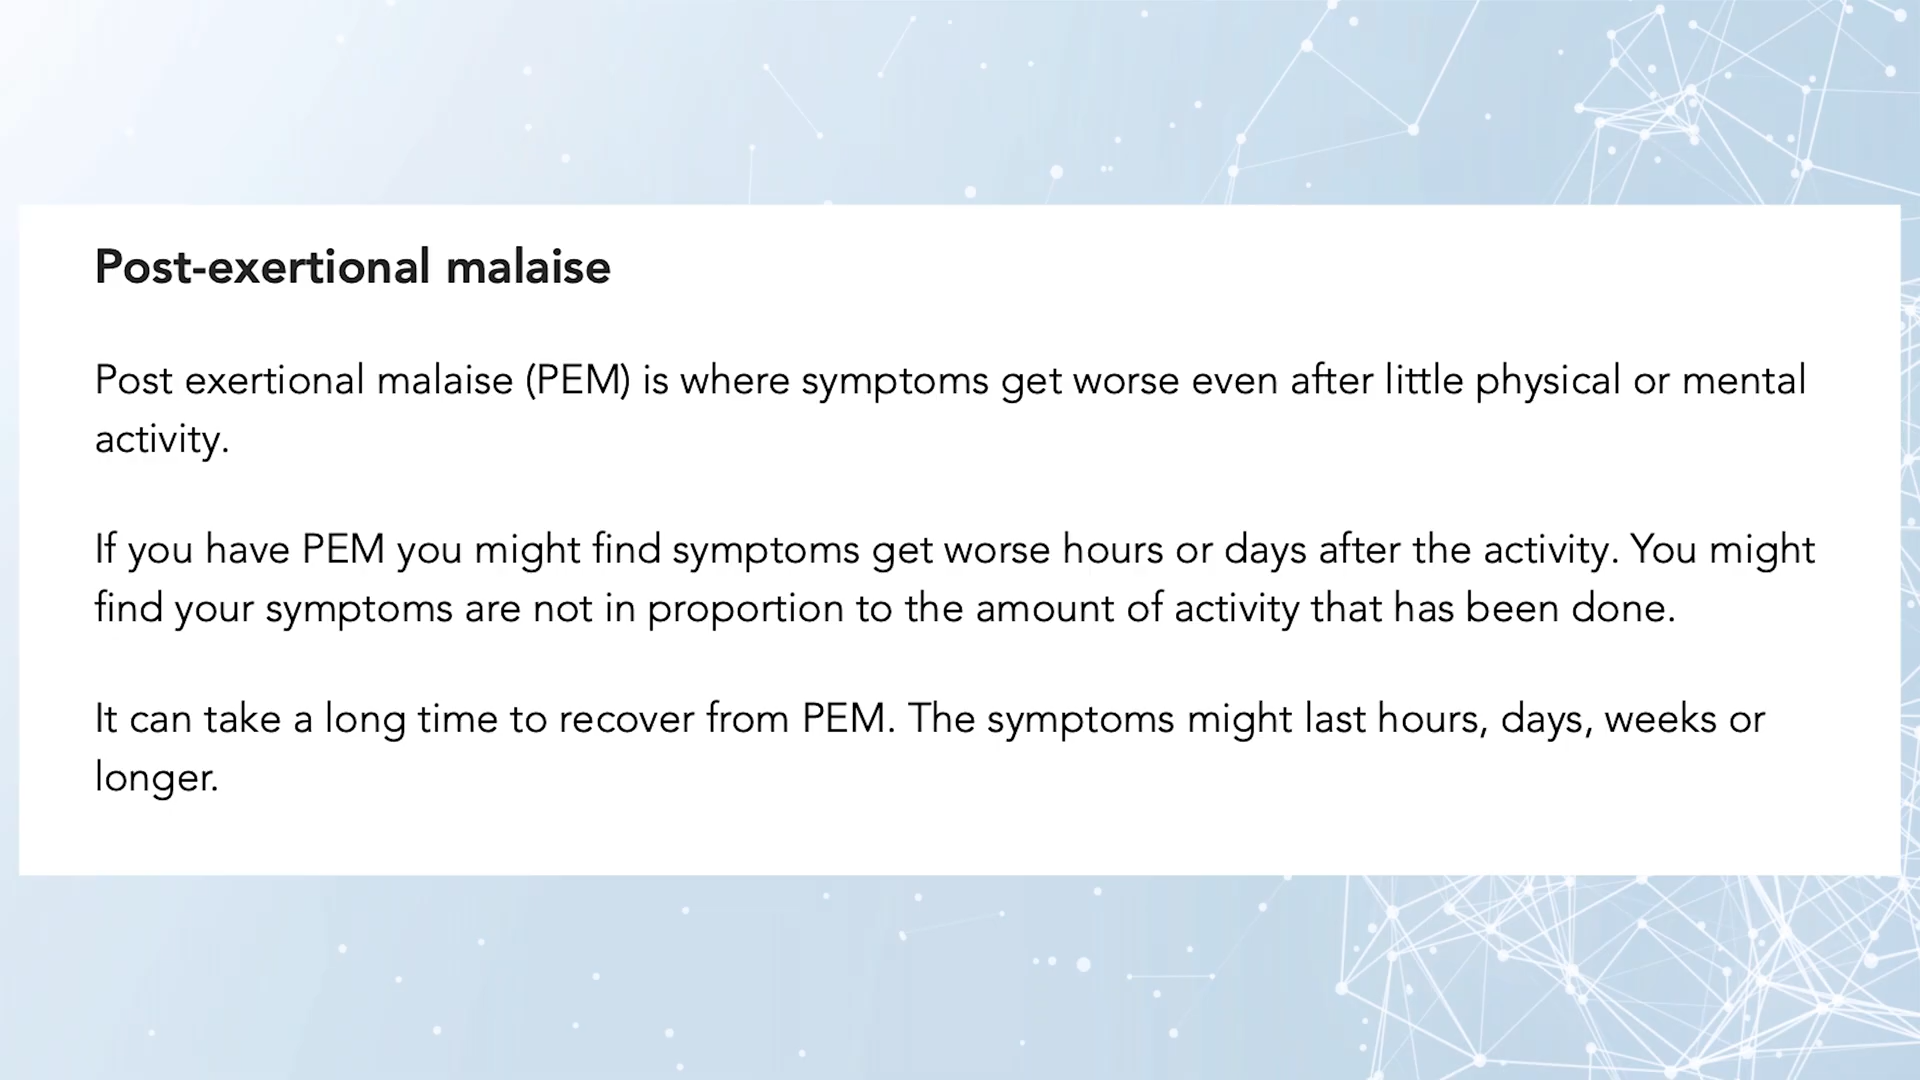 Post-exertional malaise
Post exertional malaise (PEM) is where symptoms get worse even after little physical or mental
activity.
If you have PEM you might find symptoms get worse hours or days after the activity. You might
find your symptoms are not in proportion to the amount of activity that has been done.
It can take a long time to recover from PEM. The symptoms might last hours, days, weeks or
longer.